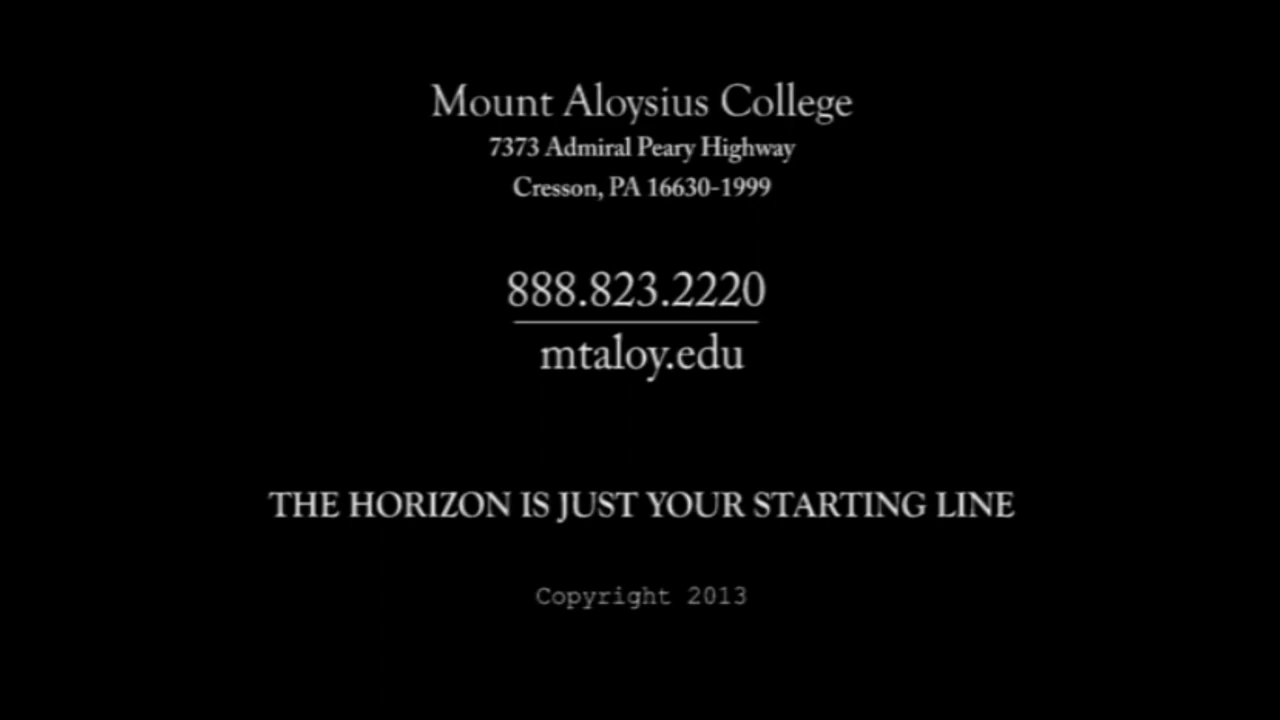 Mount Aloysius College
7373 Admiral Peary Highway
Cresson, PA 16630-1999
888.823.2220
mtaloy.edu
THE HORIZON IS JUST YOUR STARTING LINE
Copyright 2013